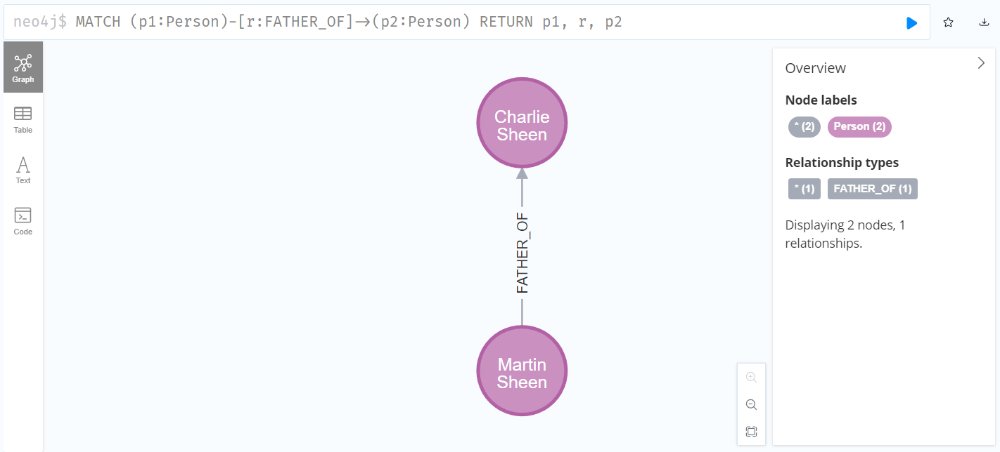 neo4j$ MATCH (p1:Person)-[r:FATHER_OF]->(p2:Person) RETURN p1, r, p2
Graph
Table
A
Text
Code
Charlie
Sheen
FATHER_OF
Martin
Sheen
Overview
Node labels
* (2) Person (2)
Relationship types
* (1) FATHER_OF (1)
Displaying 2 nodes, 1
relationships.